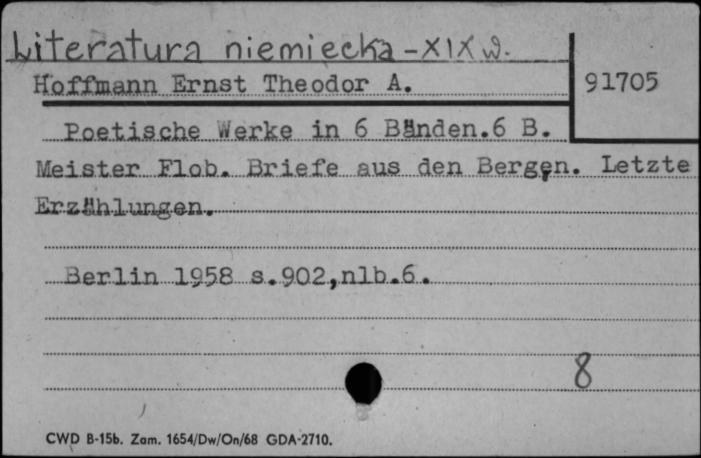 Literatura niemiecka - XIX w.
Hoffmann Ernst Theodor A.
91705
Poetische Werke in 6 Bänden.6 B.
Meister Flob. Briefe aus den Bergen. Letzte
Erzählungen.
Berlin 1958 s.902,nlb.6.
8
CWD B-15b. Zam. 1654/Dw/On/68 GDA-2710.